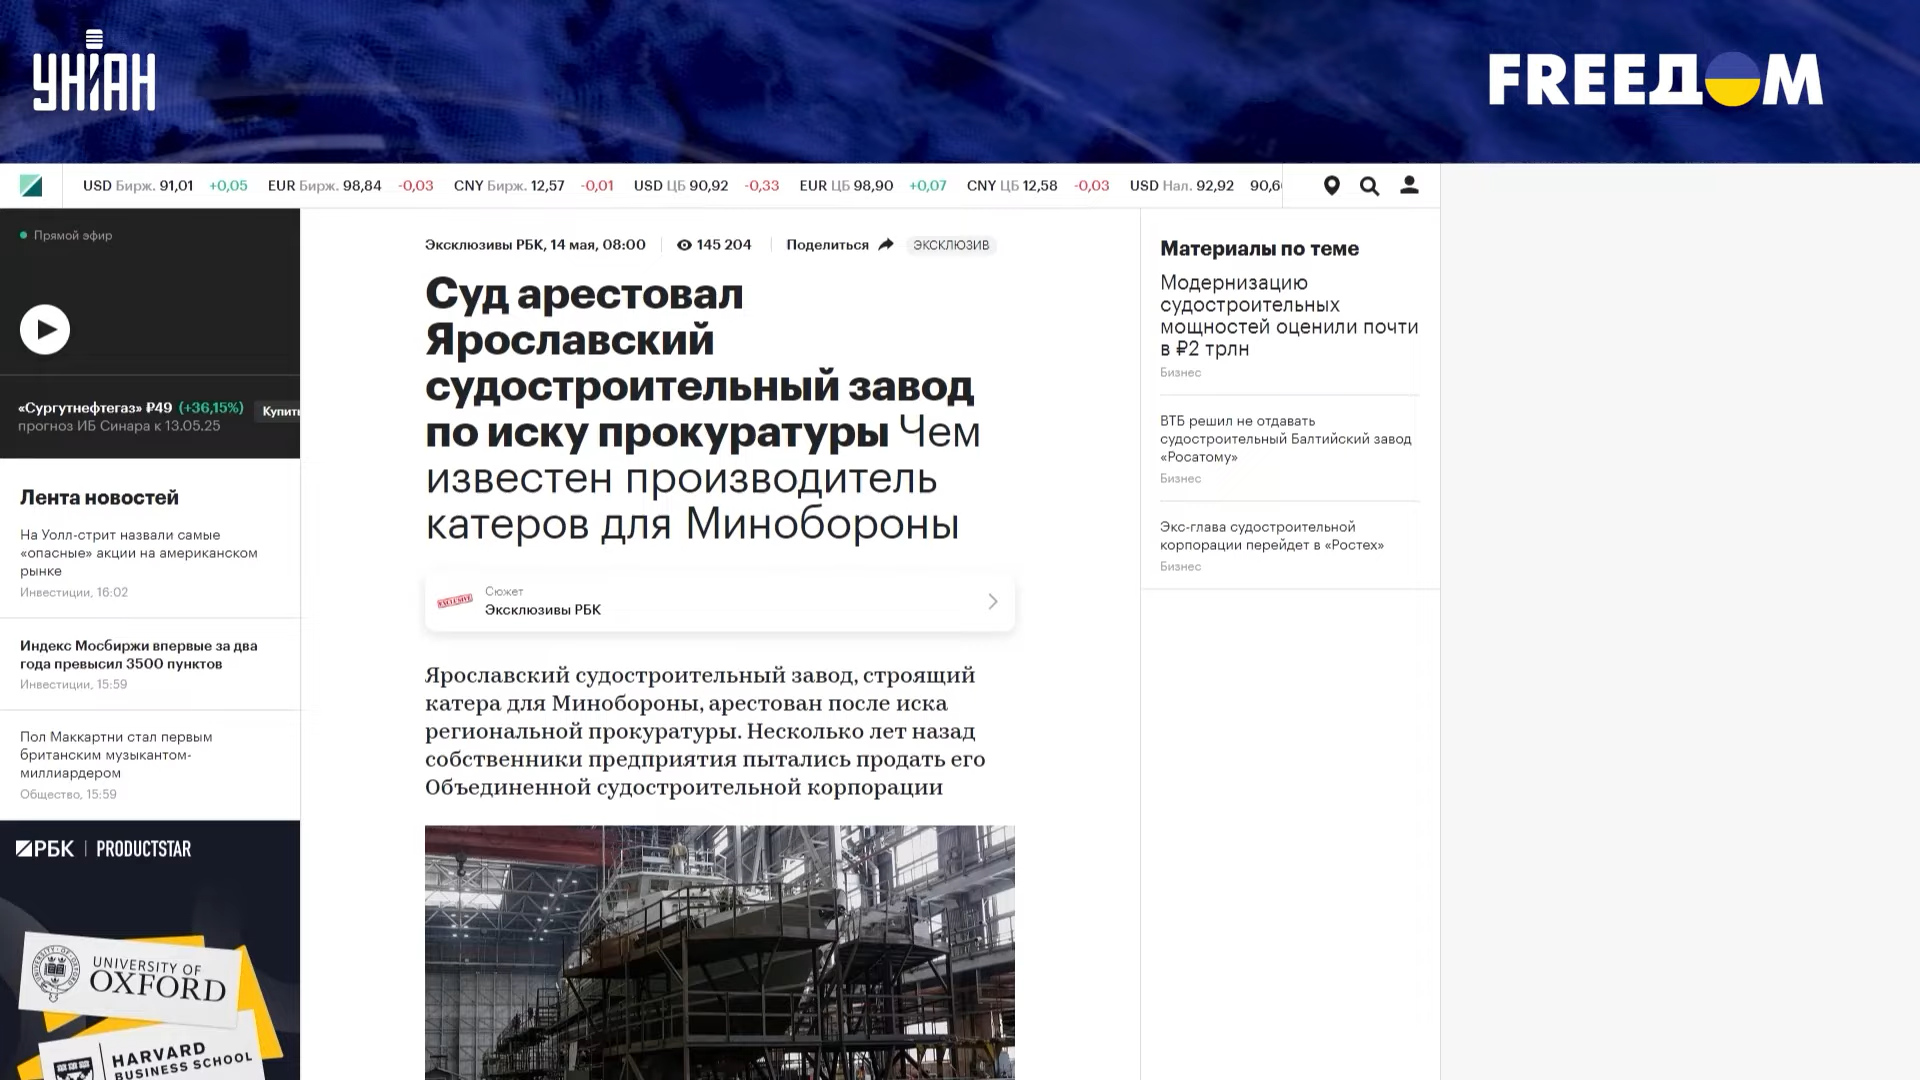 УНІАН
FREEДОМ
USD Бирж. 91,01 +0,05 EUR Бирж. 98,84 -0,03 CNY Бирж. 12,57 -0,01 USD ЦБ 90,92 -0,33 EUR ЦБ 98,90 +0,07 CNY ЦБ 12,58 -0,03 USD Нал. 92,92
Прямой эфир
«Сургутнефтегаз» ₽49 (+36,15%)
прогноз ИБ Синара к 13.05.25
Лента новостей
На Уолл-стрит назвали самые
«опасные» акции на американском
рынке
Инвестиции, 16:02
Индекс Мосбиржи впервые за два
года превысил 3500 пунктов
Инвестиции, 15:59
Пол Маккартни стал первым
британским музыкантом-
миллиардером
Общество, 15:59
РБК | PRODUCTSTAR
UNIVERSITY OF
OXFORD
HARVARD
BUSINESS SCHOOL
Эксклюзивы РБК, 14 мая, 08:00 145 204 Поделиться ЭКСКЛЮЗИВ
Суд арестовал
Ярославский
судостроительный завод
по иску прокуратуры Чем
известен производитель
катеров для Минобороны
EXCLUSIVE
Сюжет
Эксклюзивы РБК
Ярославский судостроительный завод, строящий
катера для Минобороны, арестован после иска
региональной прокуратуры. Несколько лет назад
собственники предприятия пытались продать его
Объединенной судостроительной корпорации
Материалы по теме
Модернизацию
судостроительных
мощностей оценили почти
в ₽2 трлн
Бизнес
ВТБ решил не отдавать
судостроительный Балтийский завод
«Росатому»
Бизнес
Экс-глава судостроительной
корпорации перейдет в «Ростех»
Бизнес